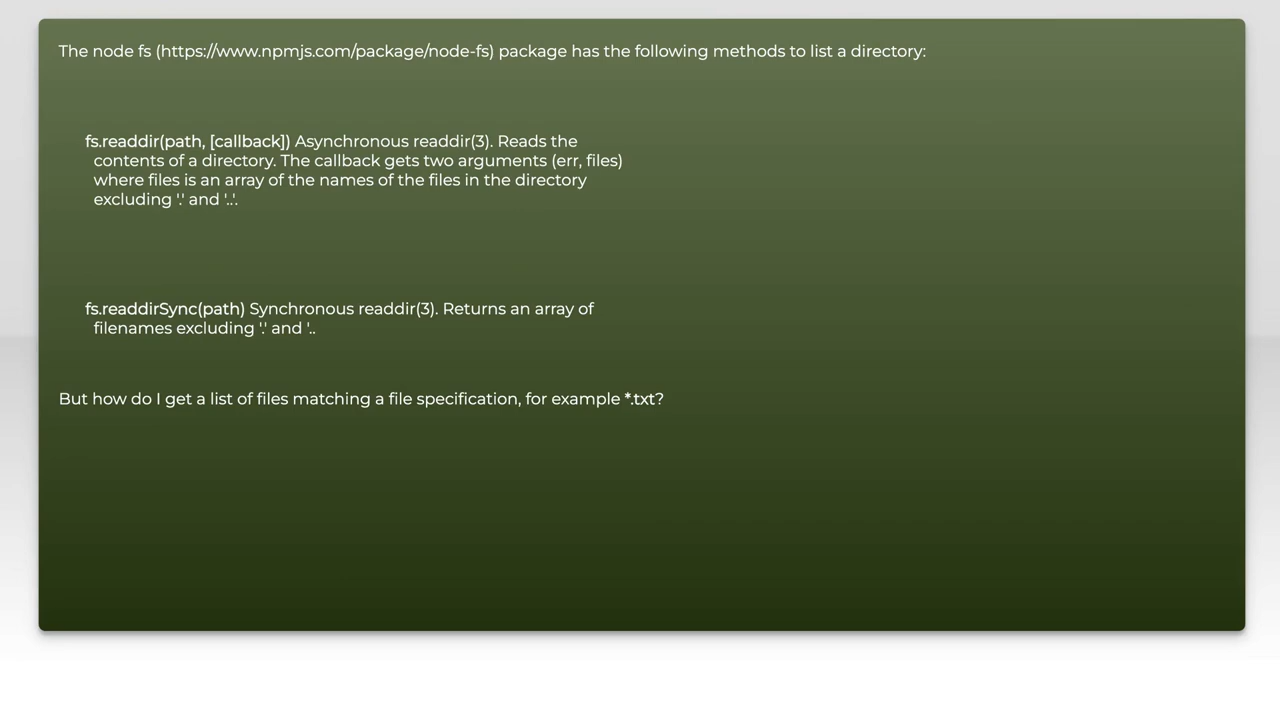 The node fs (https://www.npmjs.com/package/node-fs) package has the following methods to list a directory:
fs.readdir(path, [callback]) Asynchronous readdir(3). Reads the
contents of a directory. The callback gets two arguments (err, files)
where files is an array of the names of the files in the directory
excluding '.' and '..'.
fs.readdirSync(path) Synchronous readdir(3). Returns an array of
filenames excluding '.' and '..
But how do I get a list of files matching a file specification, for example *.txt?